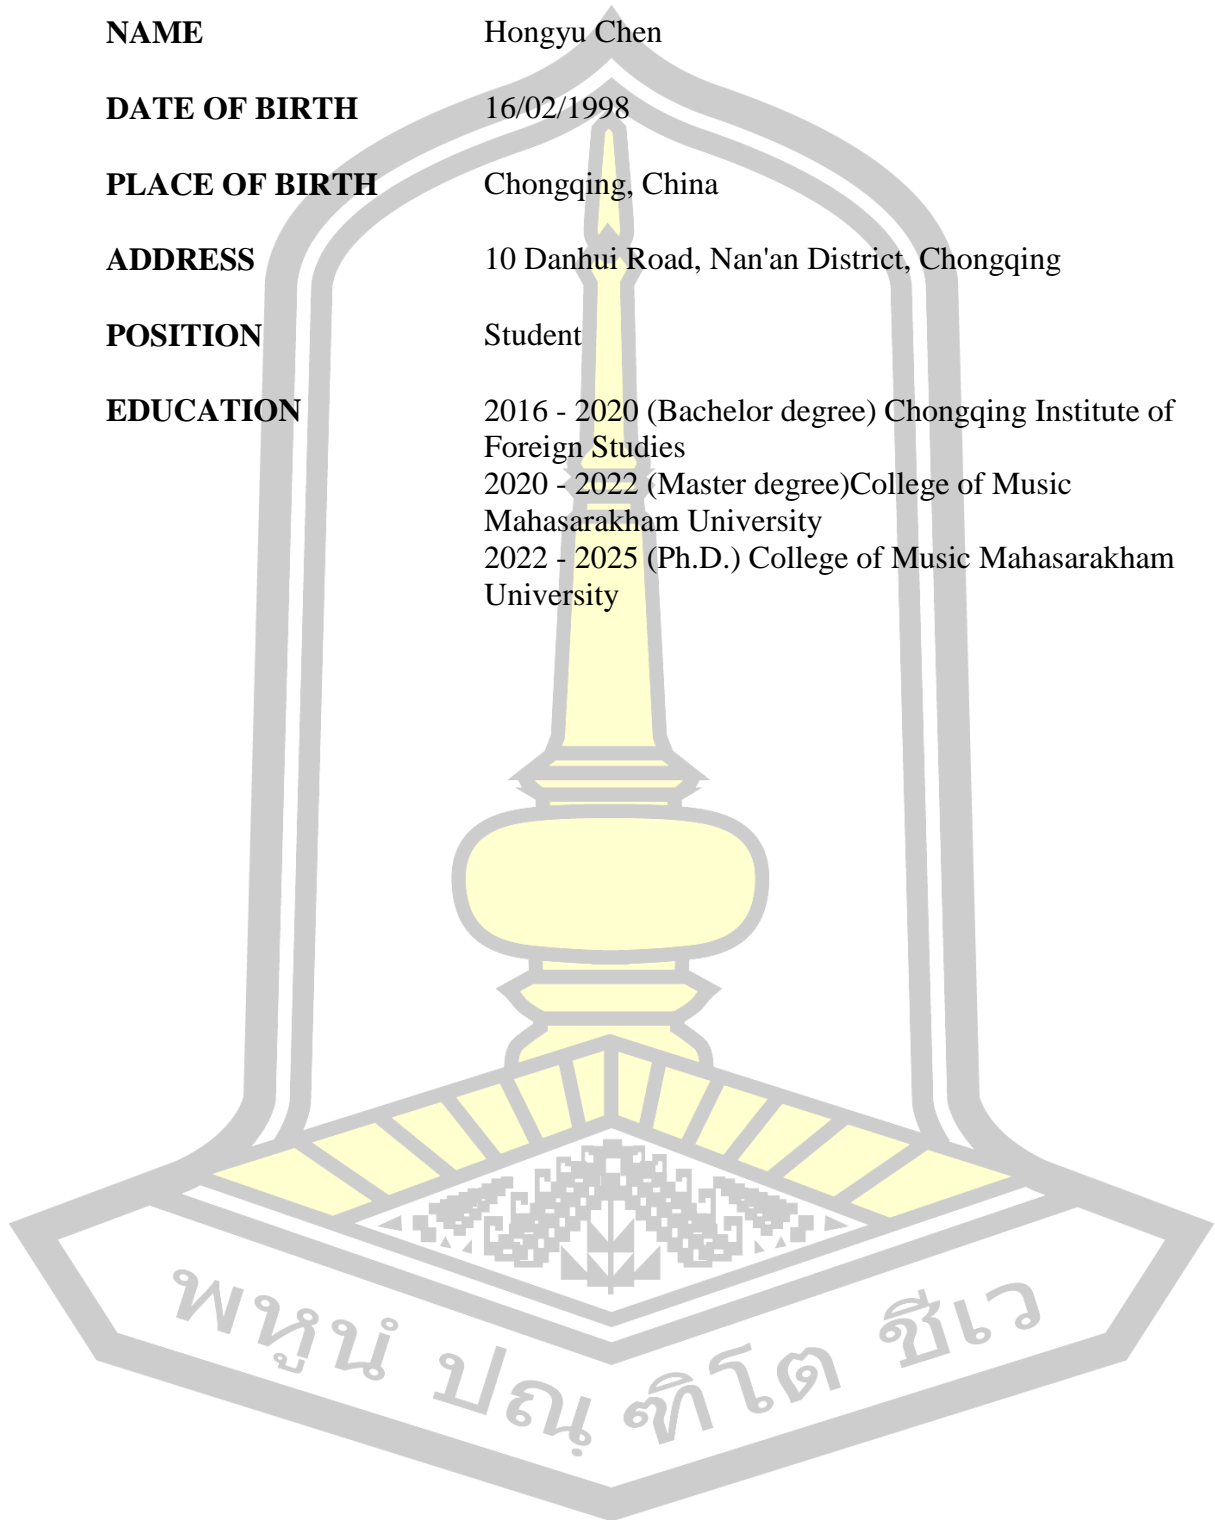 NAME Hongyu Chen
DATE OF BIRTH 16/02/1998
PLACE OF BIRTH Chongqing, China
ADDRESS 10 Danhui Road, Nan'an District, Chongqing
POSITION Student
EDUCATION 2016 - 2020 (Bachelor degree) Chongqing Institute of
Foreign Studies
2020 - 2022 (Master degree)College of Music
Mahasarakham University
2022 - 2025 (Ph.D.) College of Music Mahasarakham
University
พหูนํ ปณฺฑิโต ชีเว